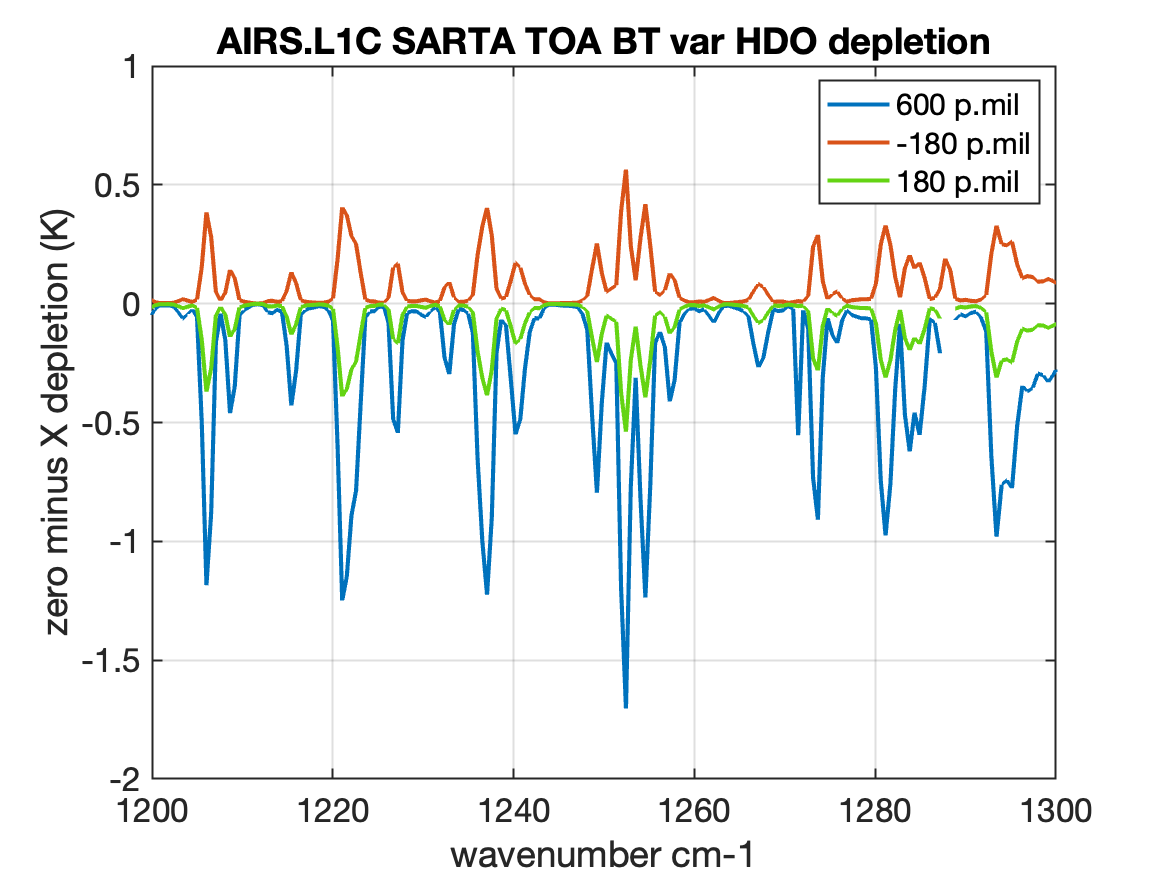 AIRS.L1C SARTA TOA BT var HDO depletion
600 p.mil
-180 p.mil
180 p.mil
zero minus X depletion (K)
1
0.5
0
-0.5
-1
-1.5
-2
1200
1220
1240
1260
1280
1300
wavenumber cm-1